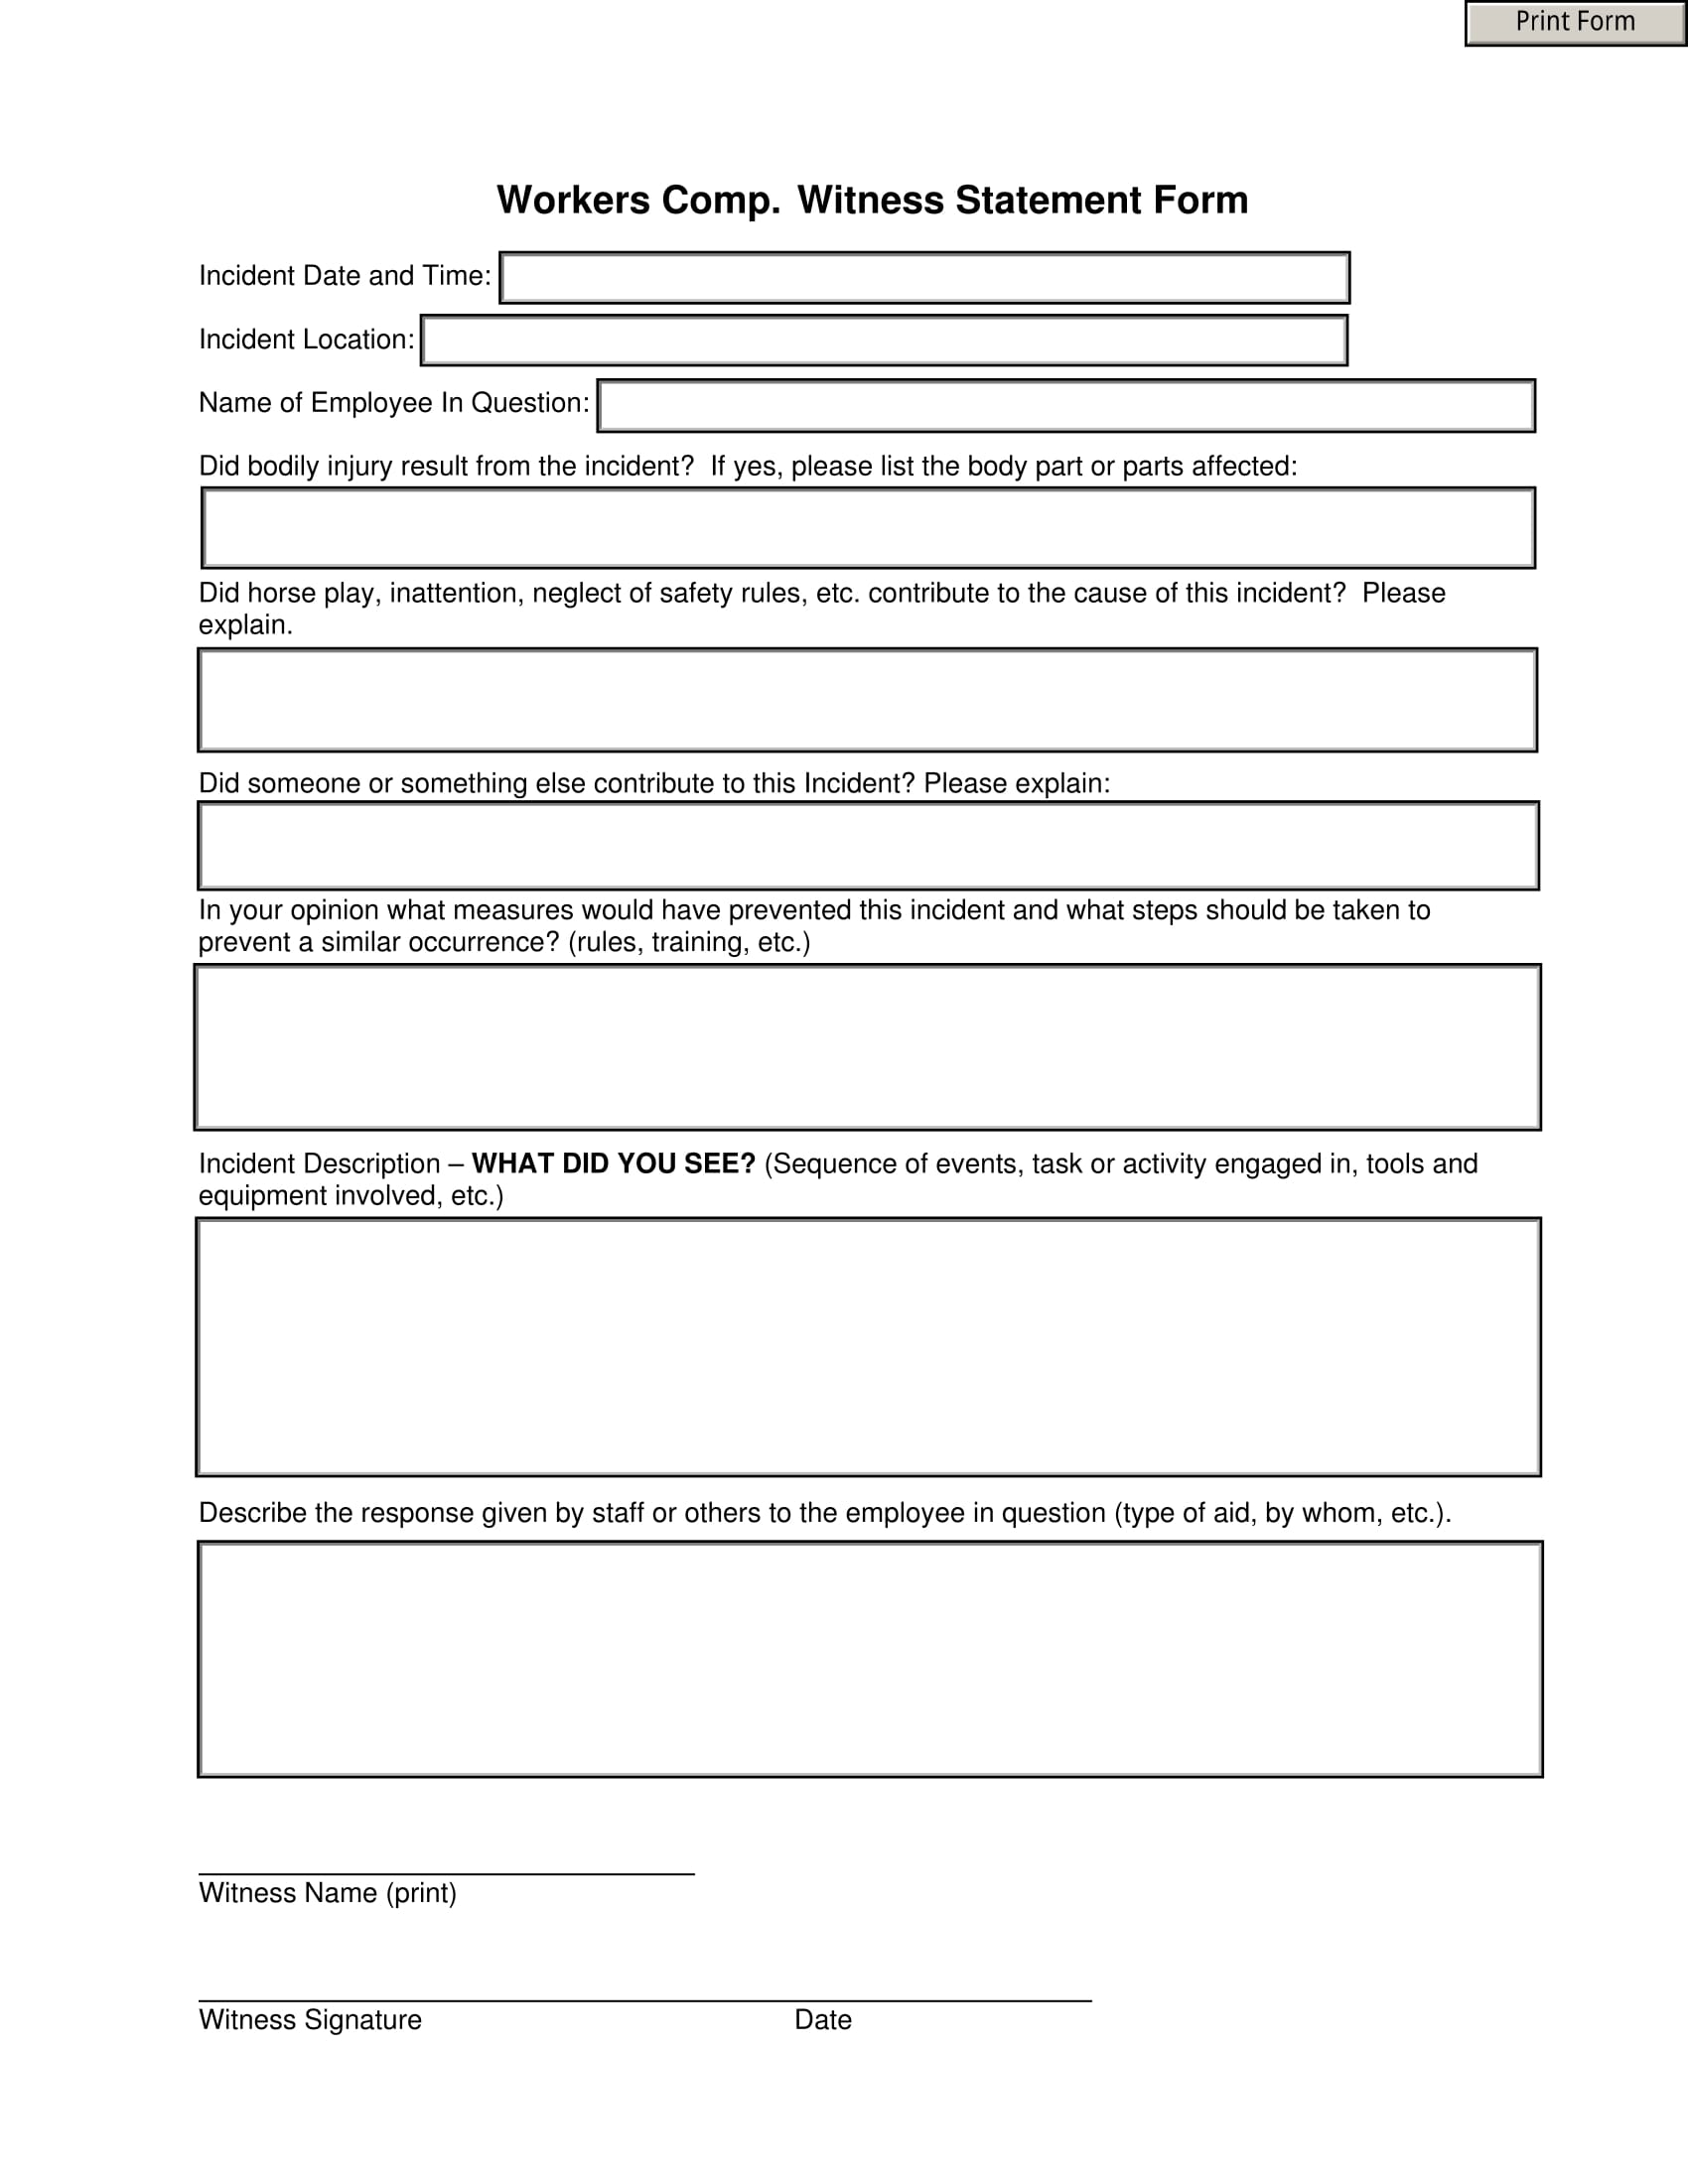 Print Form
Workers Comp.  Witness Statement Form
Incident Date and Time:
Incident Location:
Name of Employee In Question:
Did bodily injury result from the incident?  If yes, please list the body part or parts affected:
Did horse play, inattention, neglect of safety rules, etc. contribute to the cause of this incident?  Please
explain.
Did someone or something else contribute to this Incident? Please explain:
In your opinion what measures would have prevented this incident and what steps should be taken to
prevent a similar occurrence? (rules, training, etc.)
Incident Description – WHAT DID YOU SEE? (Sequence of events, task or activity engaged in, tools and
equipment involved, etc.)
Describe the response given by staff or others to the employee in question (type of aid, by whom, etc.).
Witness Name (print)
Witness Signature Date